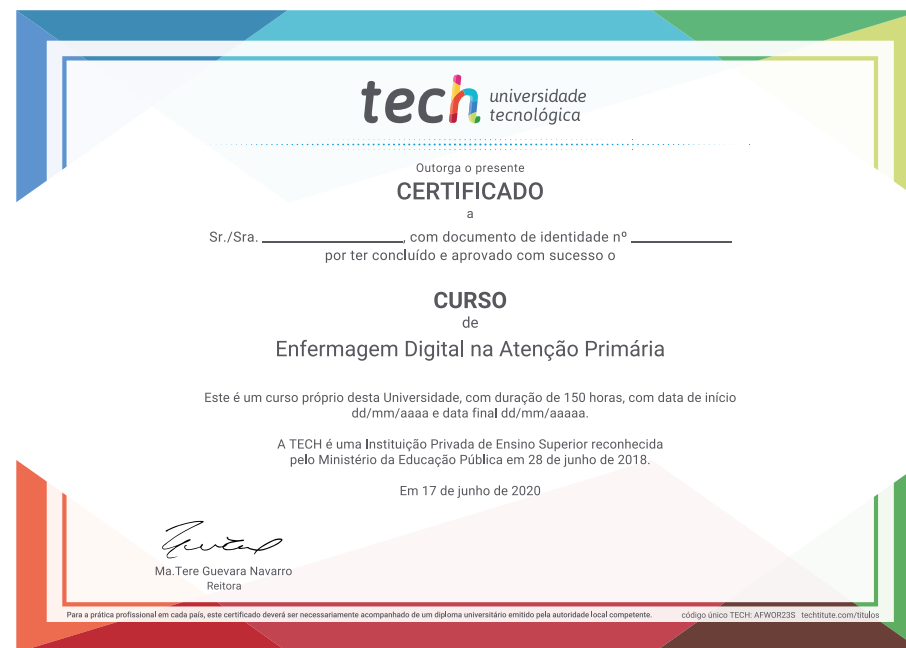 tech universidade
tecnológica
Outorga o presente
CERTIFICADO
a
Sr./Sra. ____________, com documento de identidade nº ____________
por ter concluído e aprovado com sucesso o
CURSO
de
Enfermagem Digital na Atenção Primária
Este é um curso próprio desta Universidade, com duração de 150 horas, com data de início
dd/mm/aaaa e data final dd/mm/aaaaa.
A TECH é uma Instituição Privada de Ensino Superior reconhecida
pelo Ministério da Educação Pública em 28 de junho de 2018.
Em 17 de junho de 2020
Ma.Tere Guevara Navarro
Reitora
Para a prática profissional em cada país, este certificado deverá ser necessariamente acompanhado de um diploma universitário emitido pela autoridade local competente. código único TECH: AFWOR23S techtitute.com/titulos